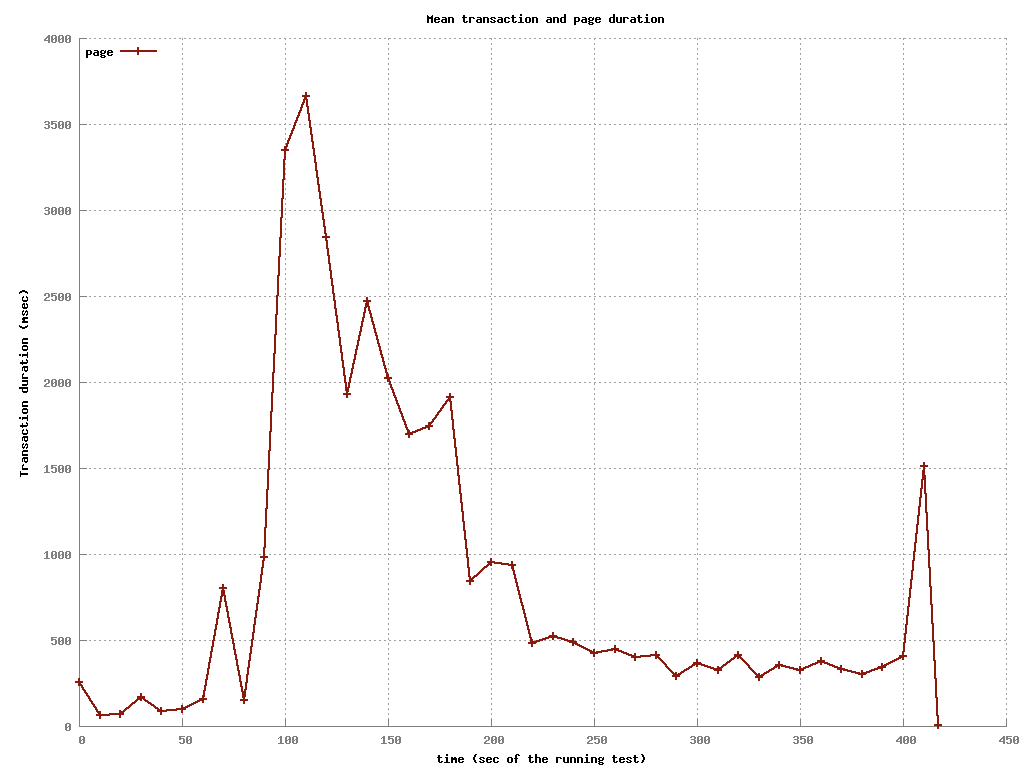 Mean transaction and page duration
page
4000
3500
3000
2500
2000
1500
1000
500
0
Transaction duration (msec)
0 50 100 150 200 250 300 350 400 450
time (sec of the running test)